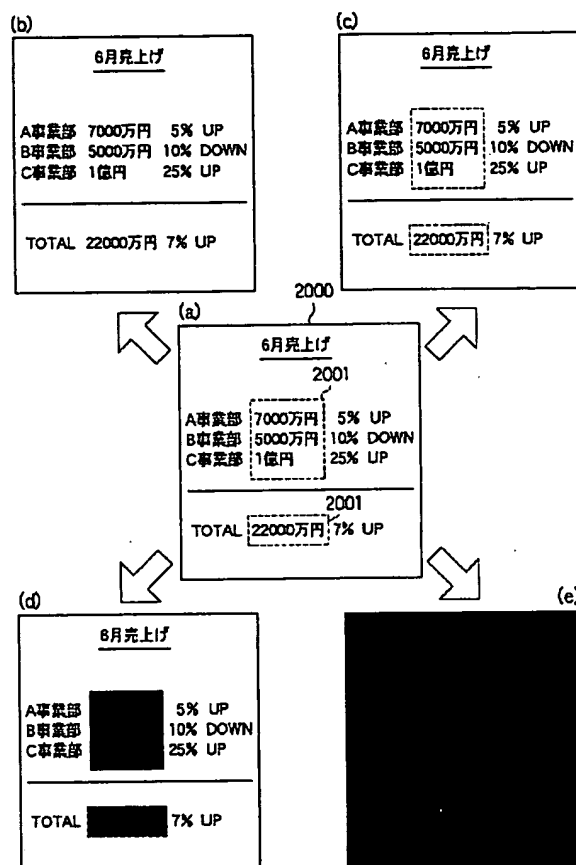 (b)
6月売上げ
A事業部 7000万円 5% UP
B事業部 5000万円 10% DOWN
C事業部 1億円 25% UP
TOTAL 22000万円 7% UP
(c)
6月売上げ
A事業部 7000万円 5% UP
B事業部 5000万円 10% DOWN
C事業部 1億円 25% UP
TOTAL 22000万円 7% UP
(a)
2000
6月売上げ
2001
A事業部 7000万円 5% UP
B事業部 5000万円 10% DOWN
C事業部 1億円 25% UP
2001
TOTAL 22000万円 7% UP
(d)
6月売上げ
A事業部 5% UP
B事業部 10% DOWN
C事業部 25% UP
TOTAL 7% UP
(e)